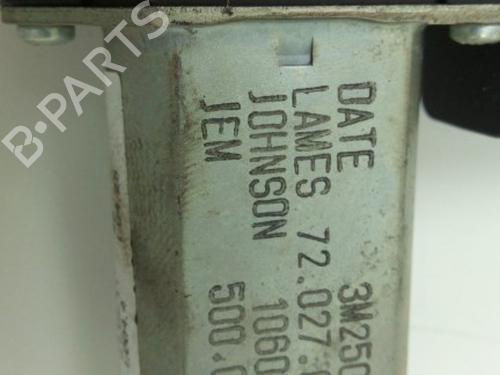 DATE 3M250
LAMES 72.027.
JOHNSON 1060
JEM 500.
B-PARTS